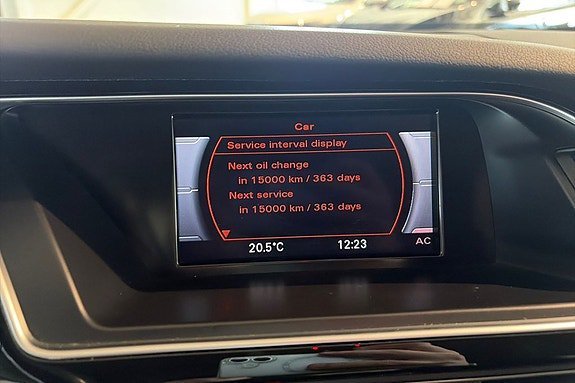 Car
Service interval display
Next oil change
in 15000 km / 363 days
Next service
in 15000 km / 363 days
20.5°C 12:23 AC